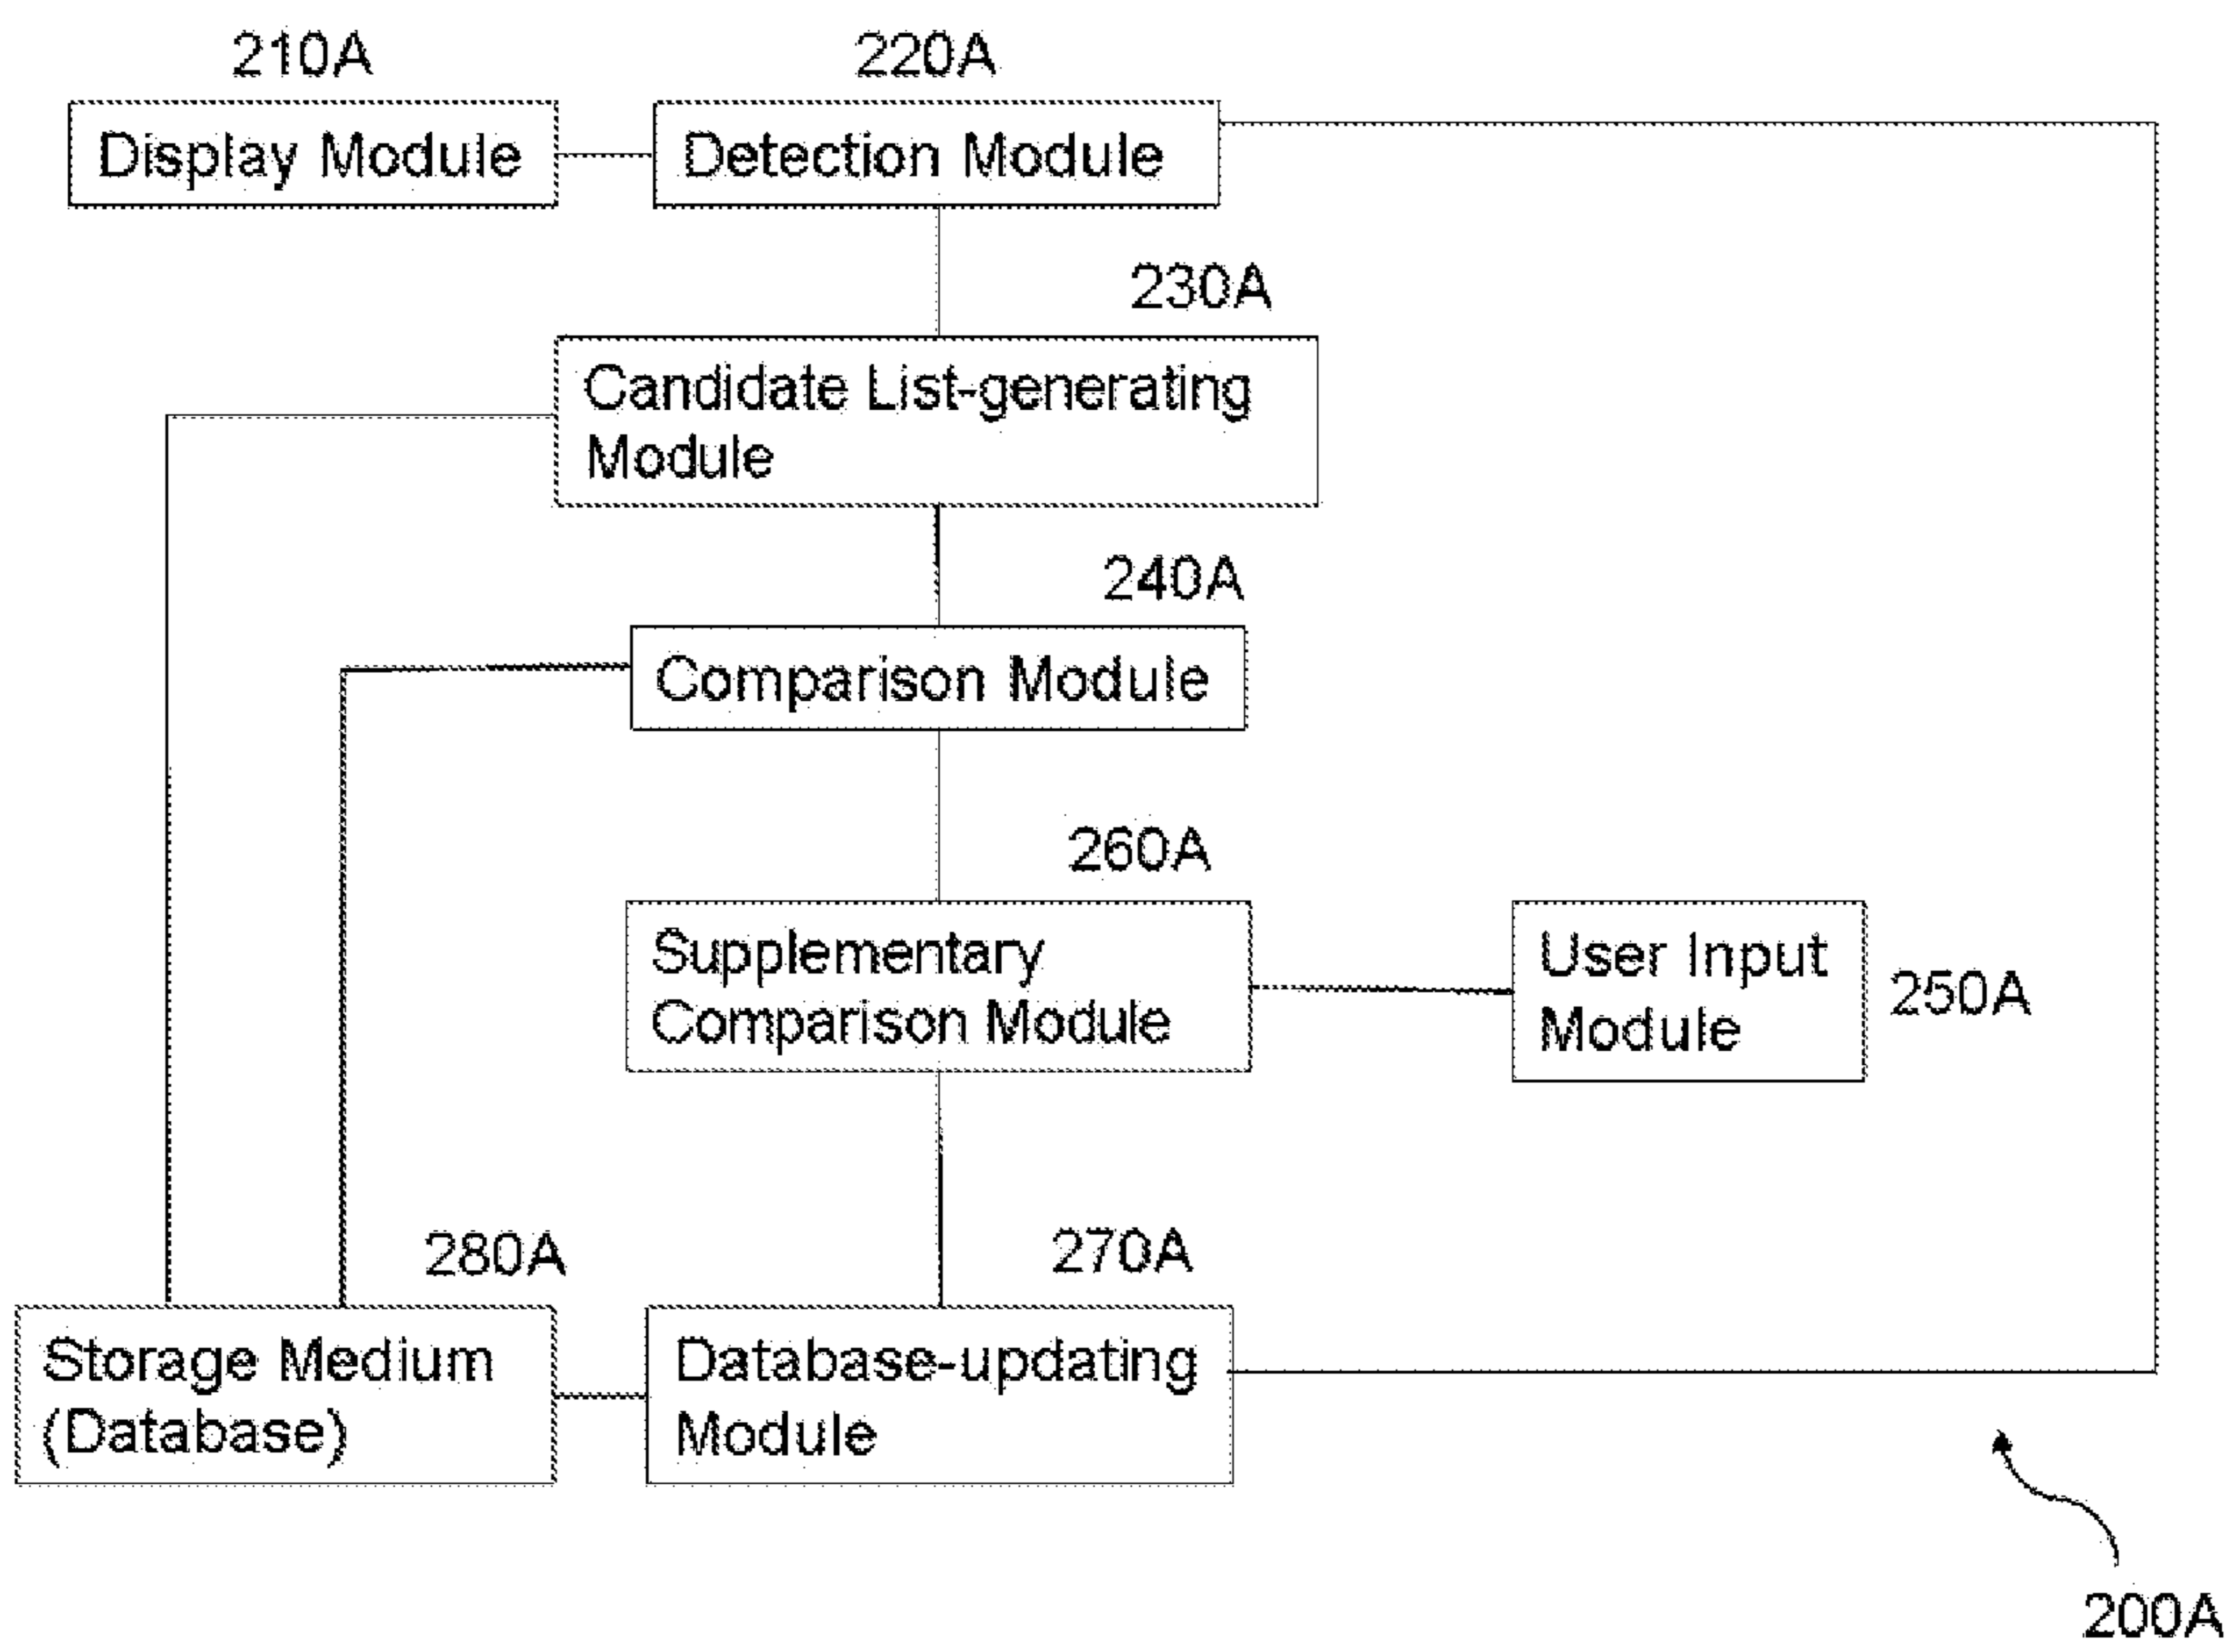 210A
220A
Display Module
Detection Module
230A
Candidate List-generating
Module
240A
Comparison Module
260A
Supplementary
Comparison Module
User Input
Module
250A
280A
270A
Storage Medium
(Database)
Database-updating
Module
200A